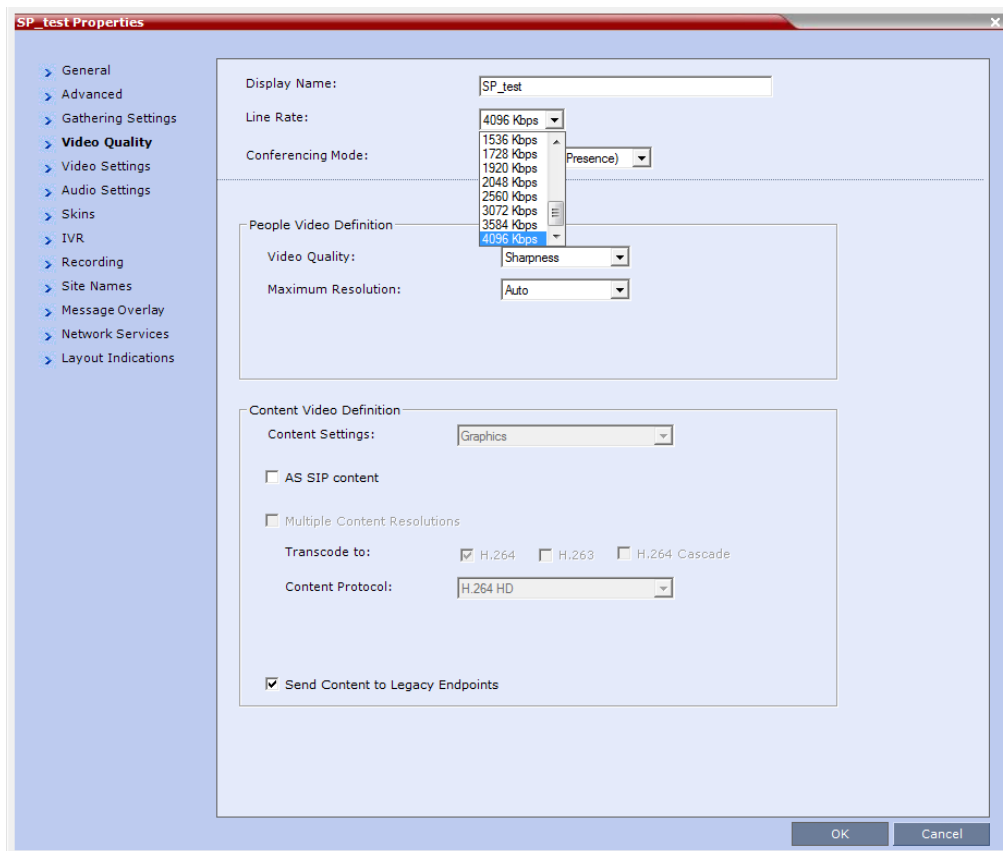 SP_test Properties
General
Advanced
Gathering Settings
Video Quality
Video Settings
Audio Settings
Skins
IVR
Recording
Site Names
Message Overlay
Network Services
Layout Indications
Display Name: SP_test
Line Rate: 4096 Kbps
1536 Kbps
1728 Kbps
1920 Kbps
2048 Kbps
2560 Kbps
3072 Kbps
3584 Kbps
4096 Kbps
Conferencing Mode: Presence)
People Video Definition
Video Quality: Sharpness
Maximum Resolution: Auto
Content Video Definition
Content Settings: Graphics
AS SIP content
Multiple Content Resolutions
Transcode to: H.264 H.263 H.264 Cascade
Content Protocol: H.264 HD
Send Content to Legacy Endpoints
OK Cancel